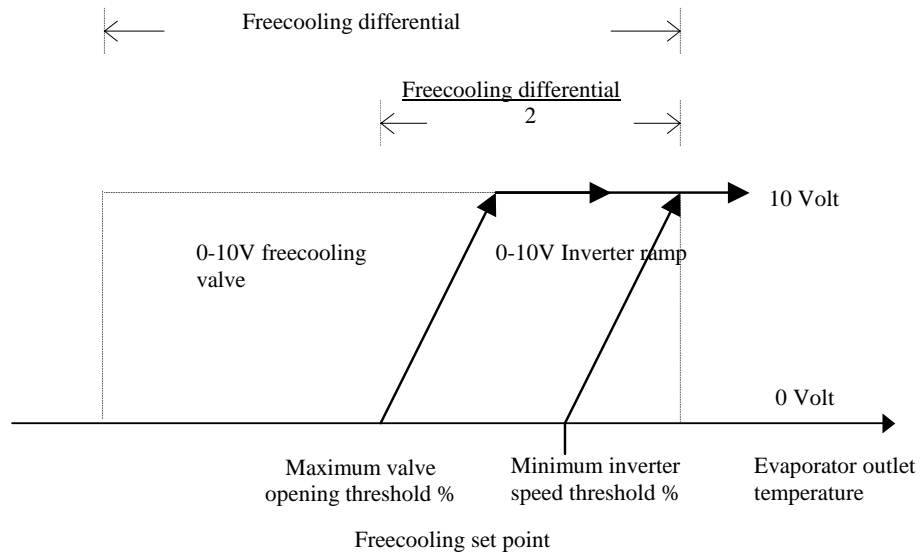 Freecooling differential
Freecooling differential
2
10 Volt
0-10V freecooling
valve
0-10V Inverter ramp
0 Volt
Maximum valve
opening threshold %
Minimum inverter
speed threshold %
Evaporator outlet
temperature
Freecooling set point